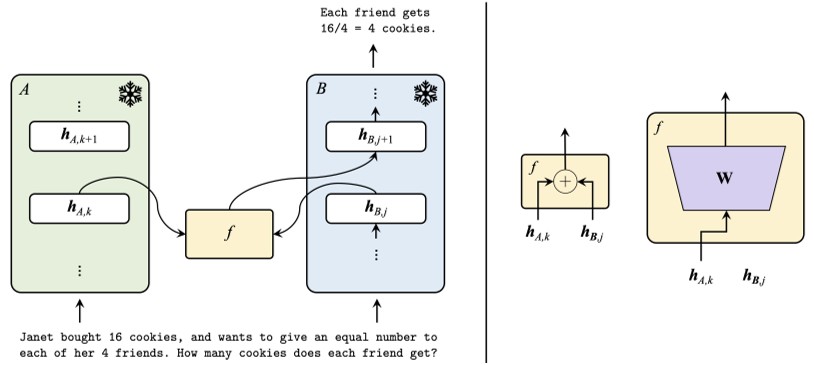 Each friend gets
16/4 = 4 cookies.
A
B
⋮
⋮
h_{A,k+1}
h_{B,j+1}
h_{A,k}
h_{B,j}
f
⋮
⋮
Janet bought 16 cookies, and wants to give an equal number to
each of her 4 friends. How many cookies does each friend get?
f
+
h_{A,k} h_{B,j}
f
W
h_{A,k} h_{B,j}